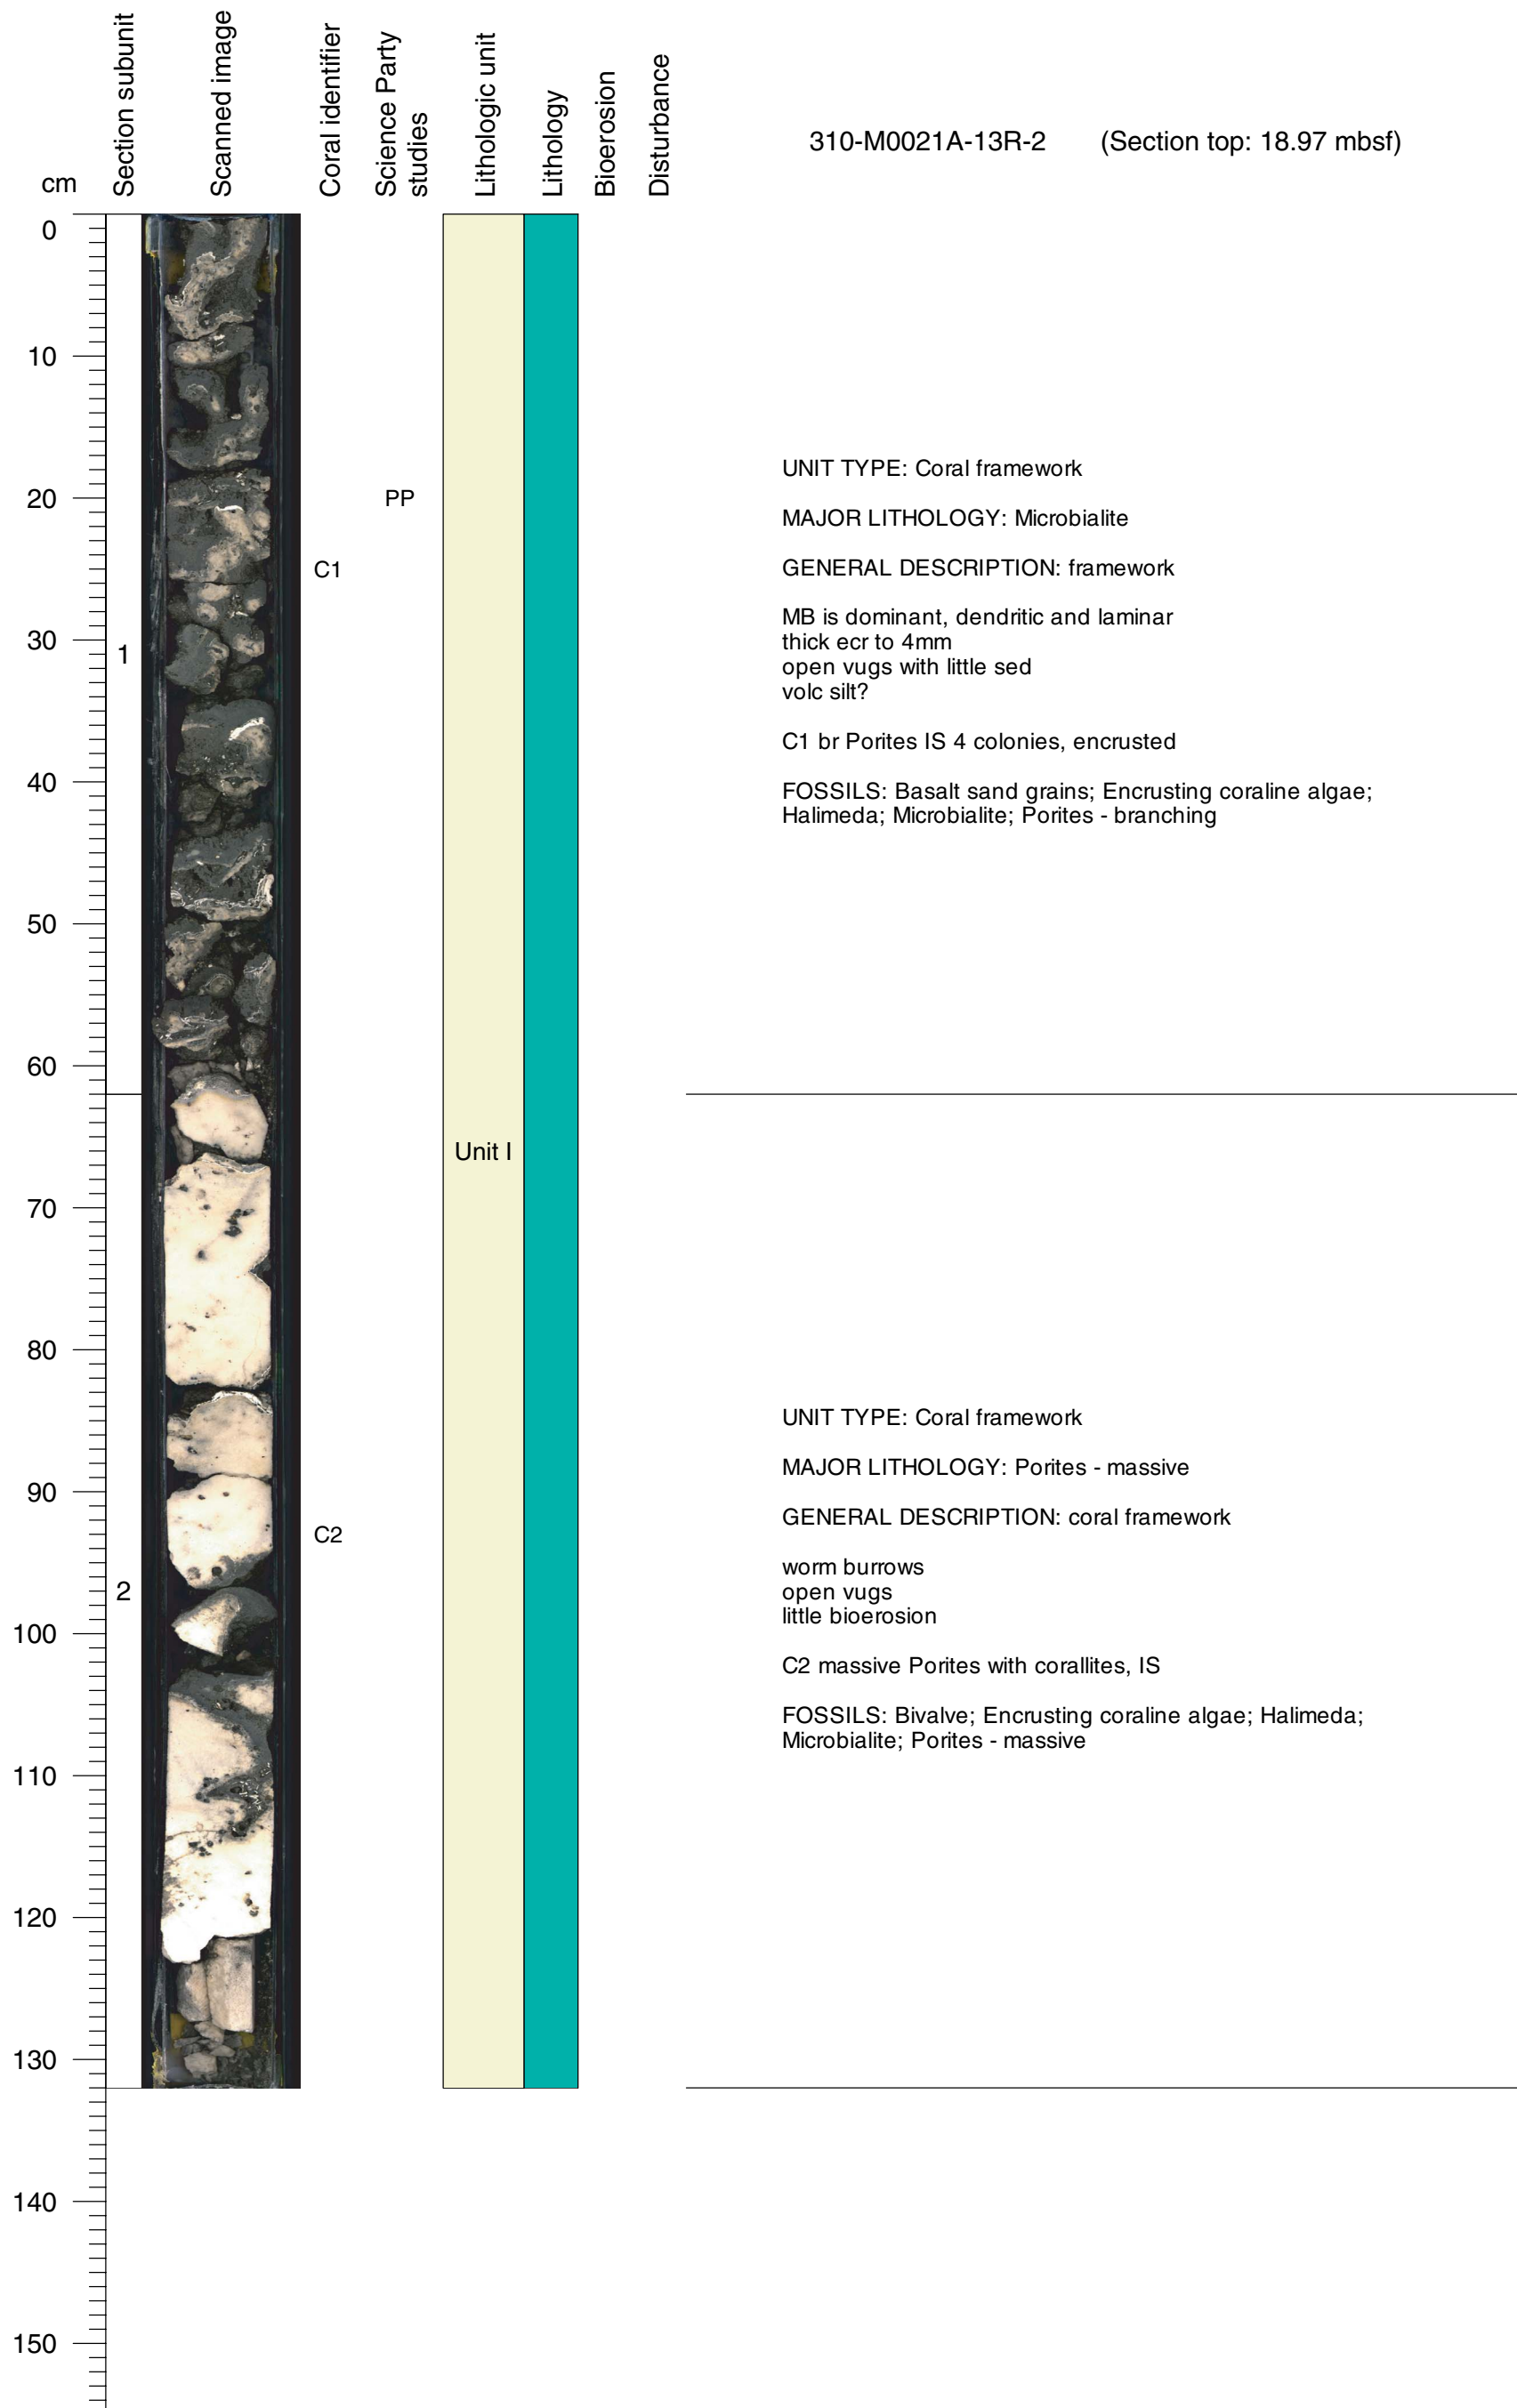 cm
Section subunit
Scanned image
Coral identifier
Science Party
studies
Lithologic unit
Lithology
Bioerosion
Disturbance
310-M0021A-13R-2 (Section top: 18.97 mbsf)
0
10
20
30
40
50
60
70
80
90
100
110
120
130
140
150
1
2
C1
C2
PP
Unit I
UNIT TYPE: Coral framework
MAJOR LITHOLOGY: Microbialite
GENERAL DESCRIPTION: framework
MB is dominant, dendritic and laminar
thick ecr to 4mm
open vugs with little sed
volc silt?
C1 br Porites IS 4 colonies, encrusted
FOSSILS: Basalt sand grains; Encrusting coraline algae;
Halimeda; Microbialite; Porites - branching
UNIT TYPE: Coral framework
MAJOR LITHOLOGY: Porites - massive
GENERAL DESCRIPTION: coral framework
worm burrows
open vugs
little bioerosion
C2 massive Porites with corallites, IS
FOSSILS: Bivalve; Encrusting coraline algae; Halimeda;
Microbialite; Porites - massive